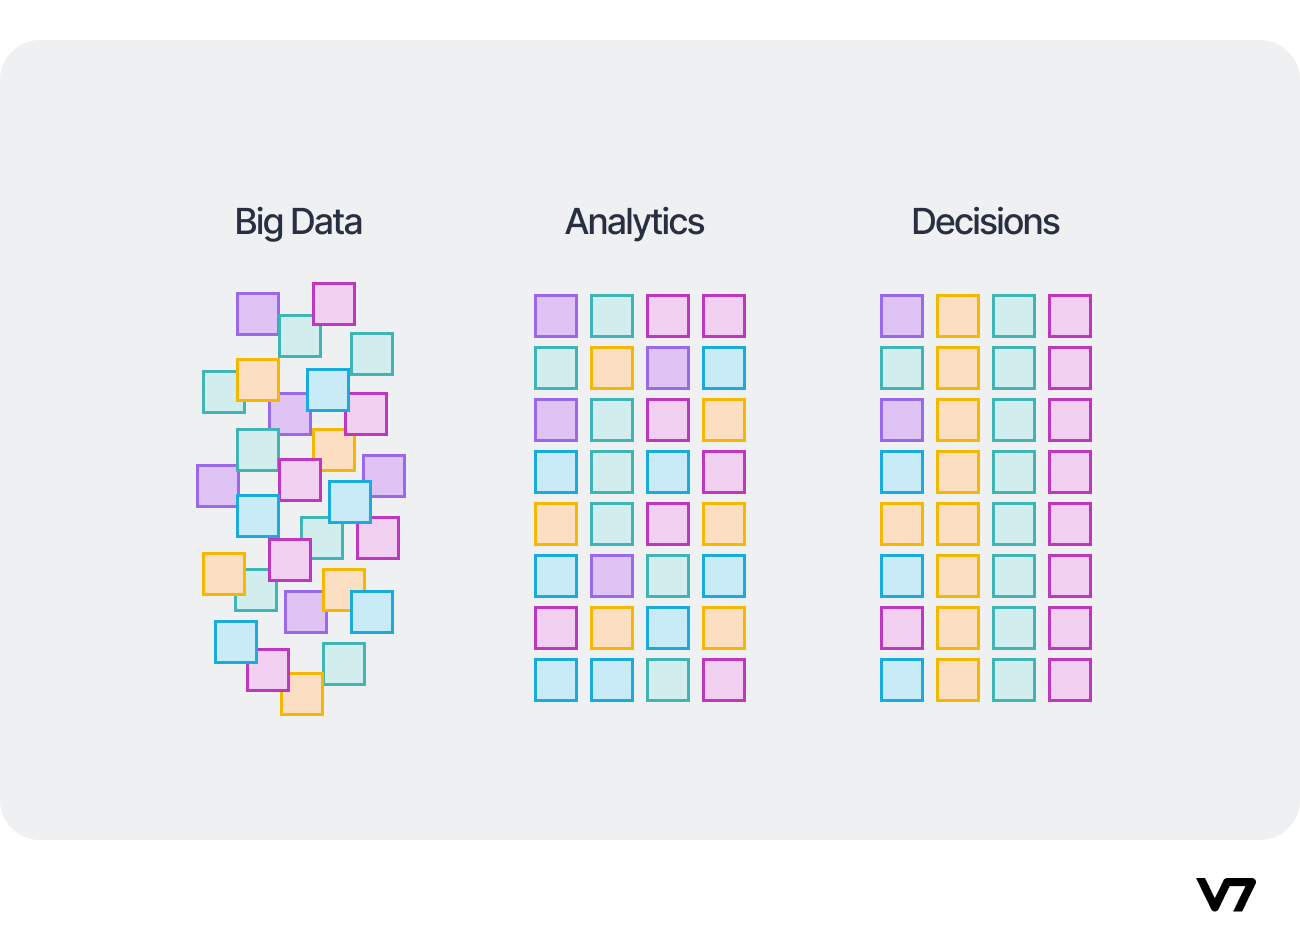 Big Data
Analytics
Decisions
V7